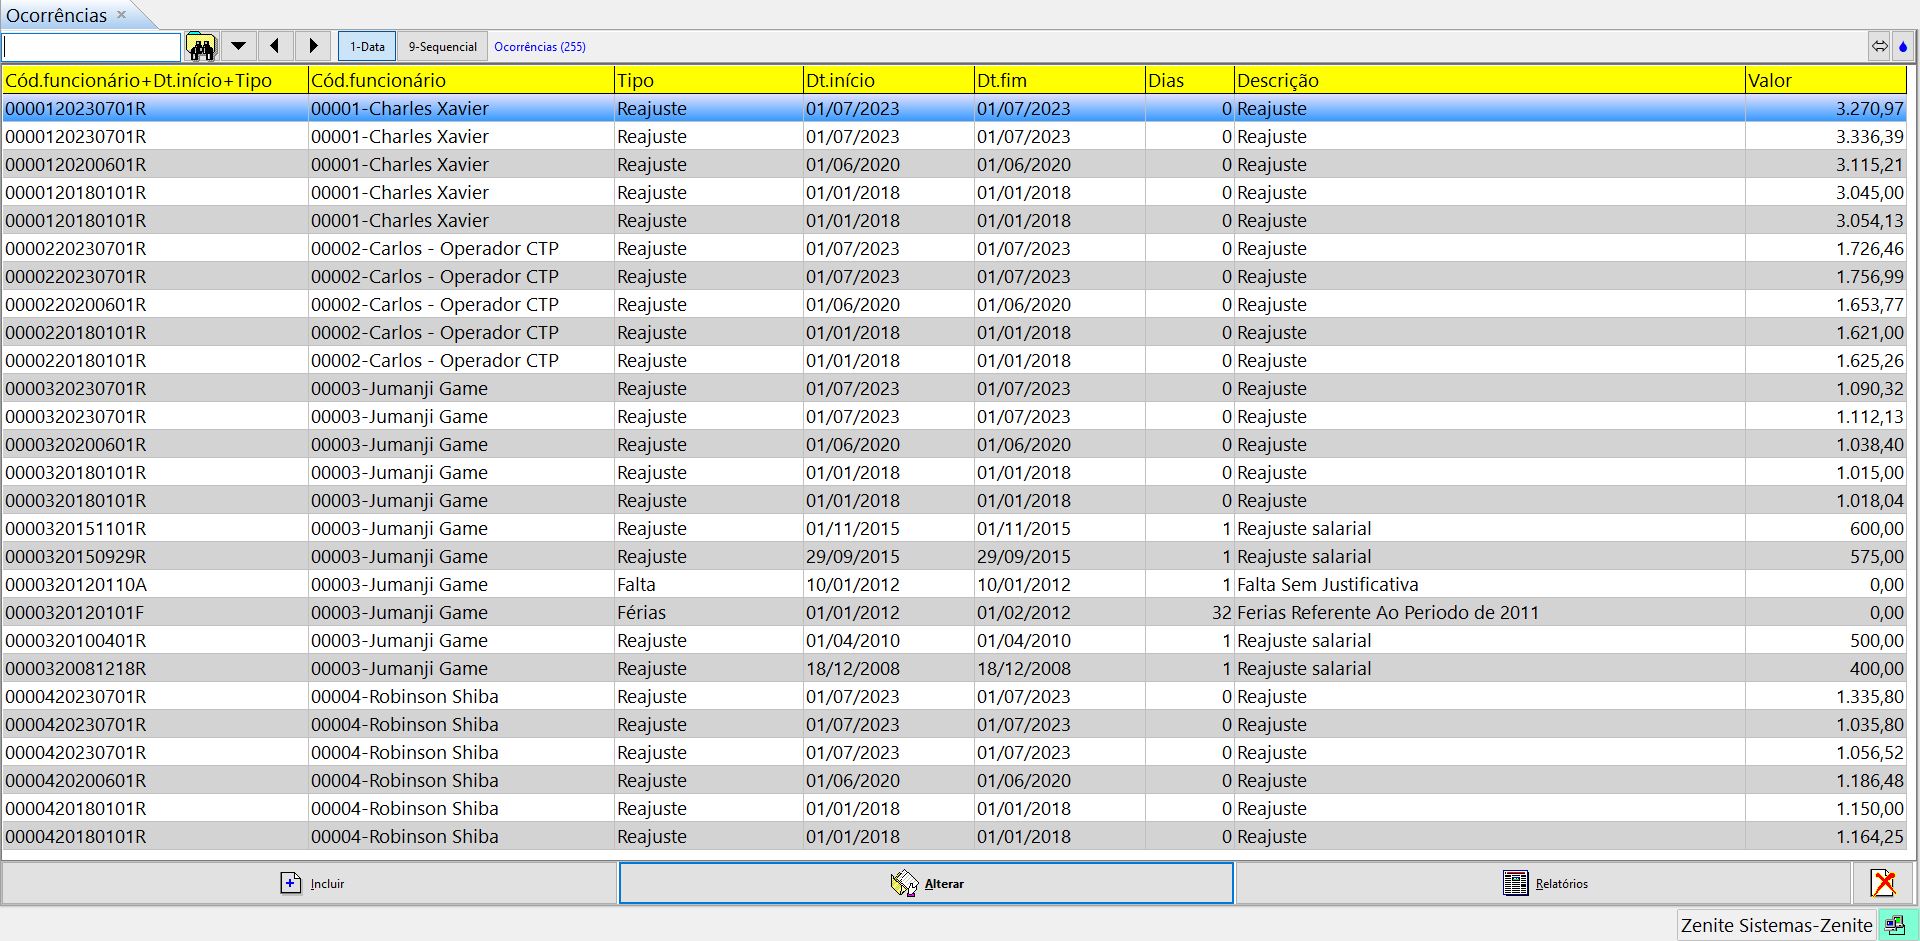 Ocorrências ×
1-Data 9-Sequencial Ocorrências (255)
Cód.funcionário+Dt.início+Tipo Cód.funcionário Tipo Dt.início Dt.fim Dias Descrição Valor
0000120230701R 00001-Charles Xavier Reajuste 01/07/2023 01/07/2023 0 Reajuste 3.270,97
0000120230701R 00001-Charles Xavier Reajuste 01/07/2023 01/07/2023 0 Reajuste 3.336,39
0000120200601R 00001-Charles Xavier Reajuste 01/06/2020 01/06/2020 0 Reajuste 3.115,21
0000120180101R 00001-Charles Xavier Reajuste 01/01/2018 01/01/2018 0 Reajuste 3.045,00
0000120180101R 00001-Charles Xavier Reajuste 01/01/2018 01/01/2018 0 Reajuste 3.054,13
0000220230701R 00002-Carlos - Operador CTP Reajuste 01/07/2023 01/07/2023 0 Reajuste 1.726,46
0000220230701R 00002-Carlos - Operador CTP Reajuste 01/07/2023 01/07/2023 0 Reajuste 1.756,99
0000220200601R 00002-Carlos - Operador CTP Reajuste 01/06/2020 01/06/2020 0 Reajuste 1.653,77
0000220180101R 00002-Carlos - Operador CTP Reajuste 01/01/2018 01/01/2018 0 Reajuste 1.621,00
0000220180101R 00002-Carlos - Operador CTP Reajuste 01/01/2018 01/01/2018 0 Reajuste 1.625,26
0000320230701R 00003-Jumanji Game Reajuste 01/07/2023 01/07/2023 0 Reajuste 1.090,32
0000320230701R 00003-Jumanji Game Reajuste 01/07/2023 01/07/2023 0 Reajuste 1.112,13
0000320200601R 00003-Jumanji Game Reajuste 01/06/2020 01/06/2020 0 Reajuste 1.038,40
0000320180101R 00003-Jumanji Game Reajuste 01/01/2018 01/01/2018 0 Reajuste 1.015,00
0000320180101R 00003-Jumanji Game Reajuste 01/01/2018 01/01/2018 0 Reajuste 1.018,04
0000320151101R 00003-Jumanji Game Reajuste 01/11/2015 01/11/2015 1 Reajuste salarial 600,00
0000320150929R 00003-Jumanji Game Reajuste 29/09/2015 29/09/2015 1 Reajuste salarial 575,00
0000320120110A 00003-Jumanji Game Falta 10/01/2012 10/01/2012 1 Falta Sem Justificativa 0,00
0000320120101F 00003-Jumanji Game Férias 01/01/2012 01/02/2012 32 Ferias Referente Ao Periodo de 2011 0,00
0000320100401R 00003-Jumanji Game Reajuste 01/04/2010 01/04/2010 1 Reajuste salarial 500,00
0000320081218R 00003-Jumanji Game Reajuste 18/12/2008 18/12/2008 1 Reajuste salarial 400,00
0000420230701R 00004-Robinson Shiba Reajuste 01/07/2023 01/07/2023 0 Reajuste 1.335,80
0000420230701R 00004-Robinson Shiba Reajuste 01/07/2023 01/07/2023 0 Reajuste 1.035,80
0000420230701R 00004-Robinson Shiba Reajuste 01/07/2023 01/07/2023 0 Reajuste 1.056,52
0000420200601R 00004-Robinson Shiba Reajuste 01/06/2020 01/06/2020 0 Reajuste 1.186,48
0000420180101R 00004-Robinson Shiba Reajuste 01/01/2018 01/01/2018 0 Reajuste 1.150,00
0000420180101R 00004-Robinson Shiba Reajuste 01/01/2018 01/01/2018 0 Reajuste 1.164,25
Incluir Alterar Relatórios
Zenite Sistemas-Zenite